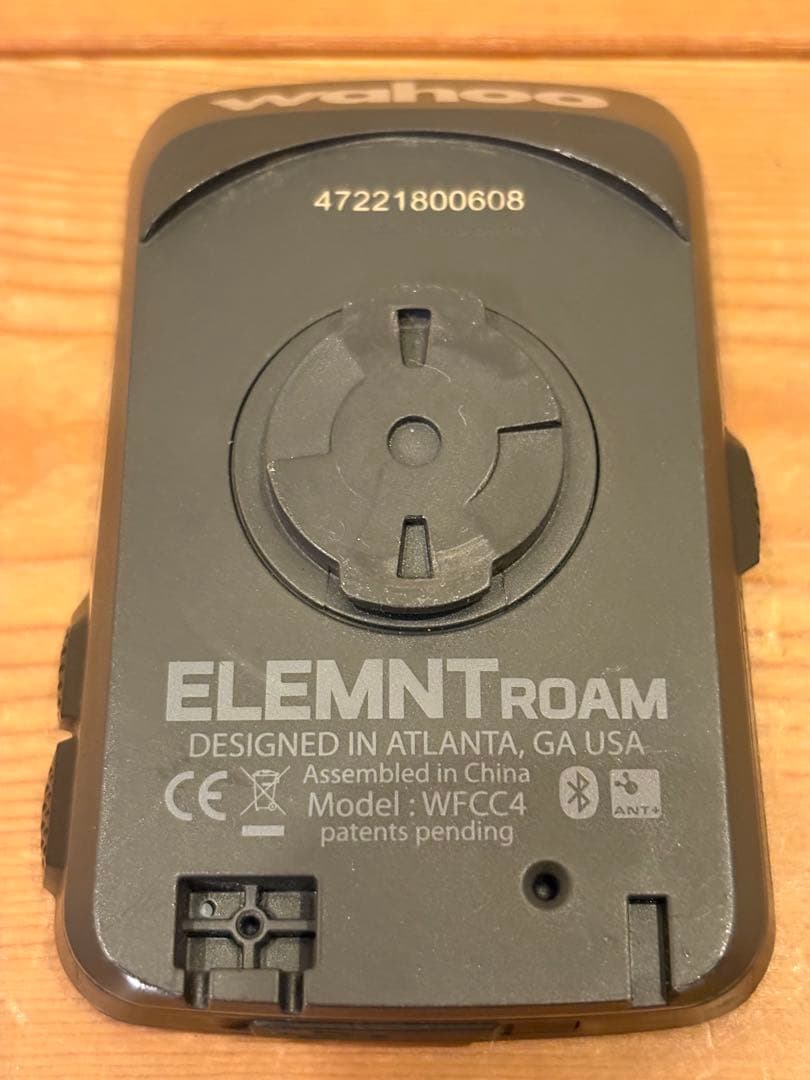 wahoo
47221800608
ELEMNT ROAM
DESIGNED IN ATLANTA, GA USA
CE Assembled in China
Model : WFCC4
ANT+
patents pending